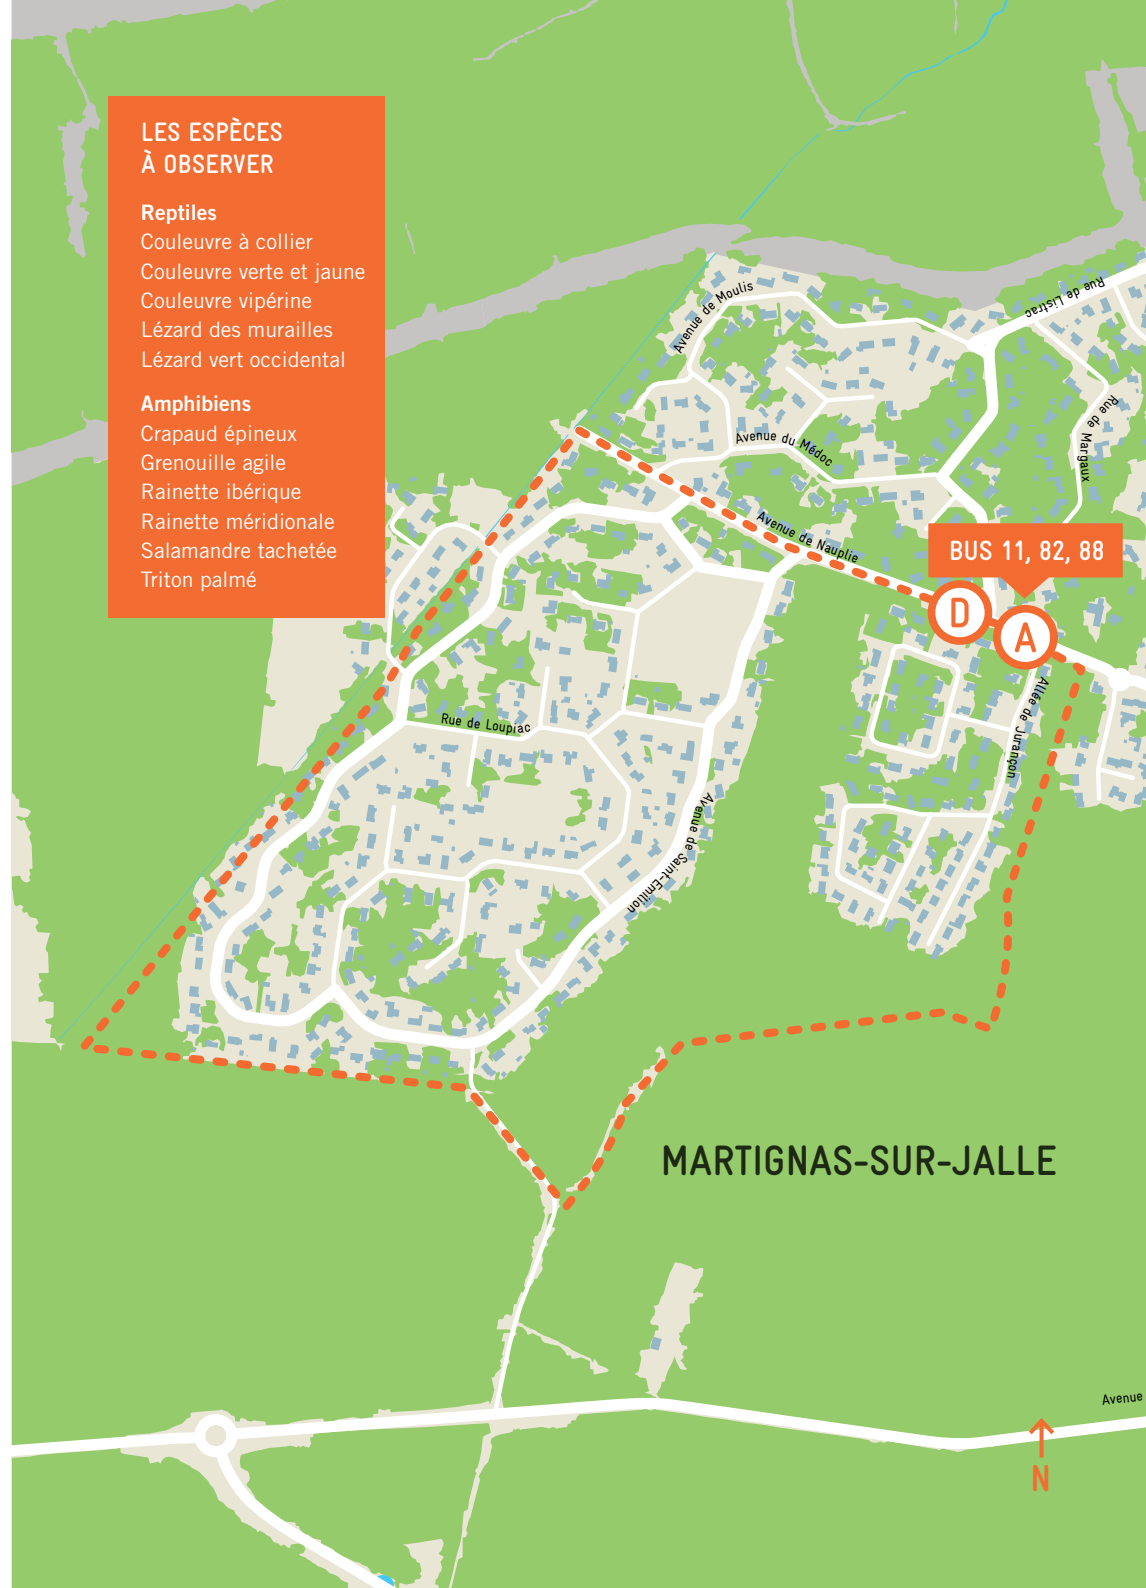 LES ESPÈCES
À OBSERVER
Reptiles
Couleuvre à collier
Couleuvre verte et jaune
Couleuvre vipérine
Lézard des murailles
Lézard vert occidental
Amphibiens
Crapaud épineux
Grenouille agile
Rainette ibérique
Rainette méridionale
Salamandre tachetée
Triton palmé
Avenue de Moulis
Rue de Listrac
Rue de Margaux
Avenue du Médoc
Avenue de Nauplie
BUS 11, 82, 88
D
A
Allée de Jurançon
Rue de Loupiac
Avenue de Saint-Emilion
MARTIGNAS-SUR-JALLE
Avenue
N